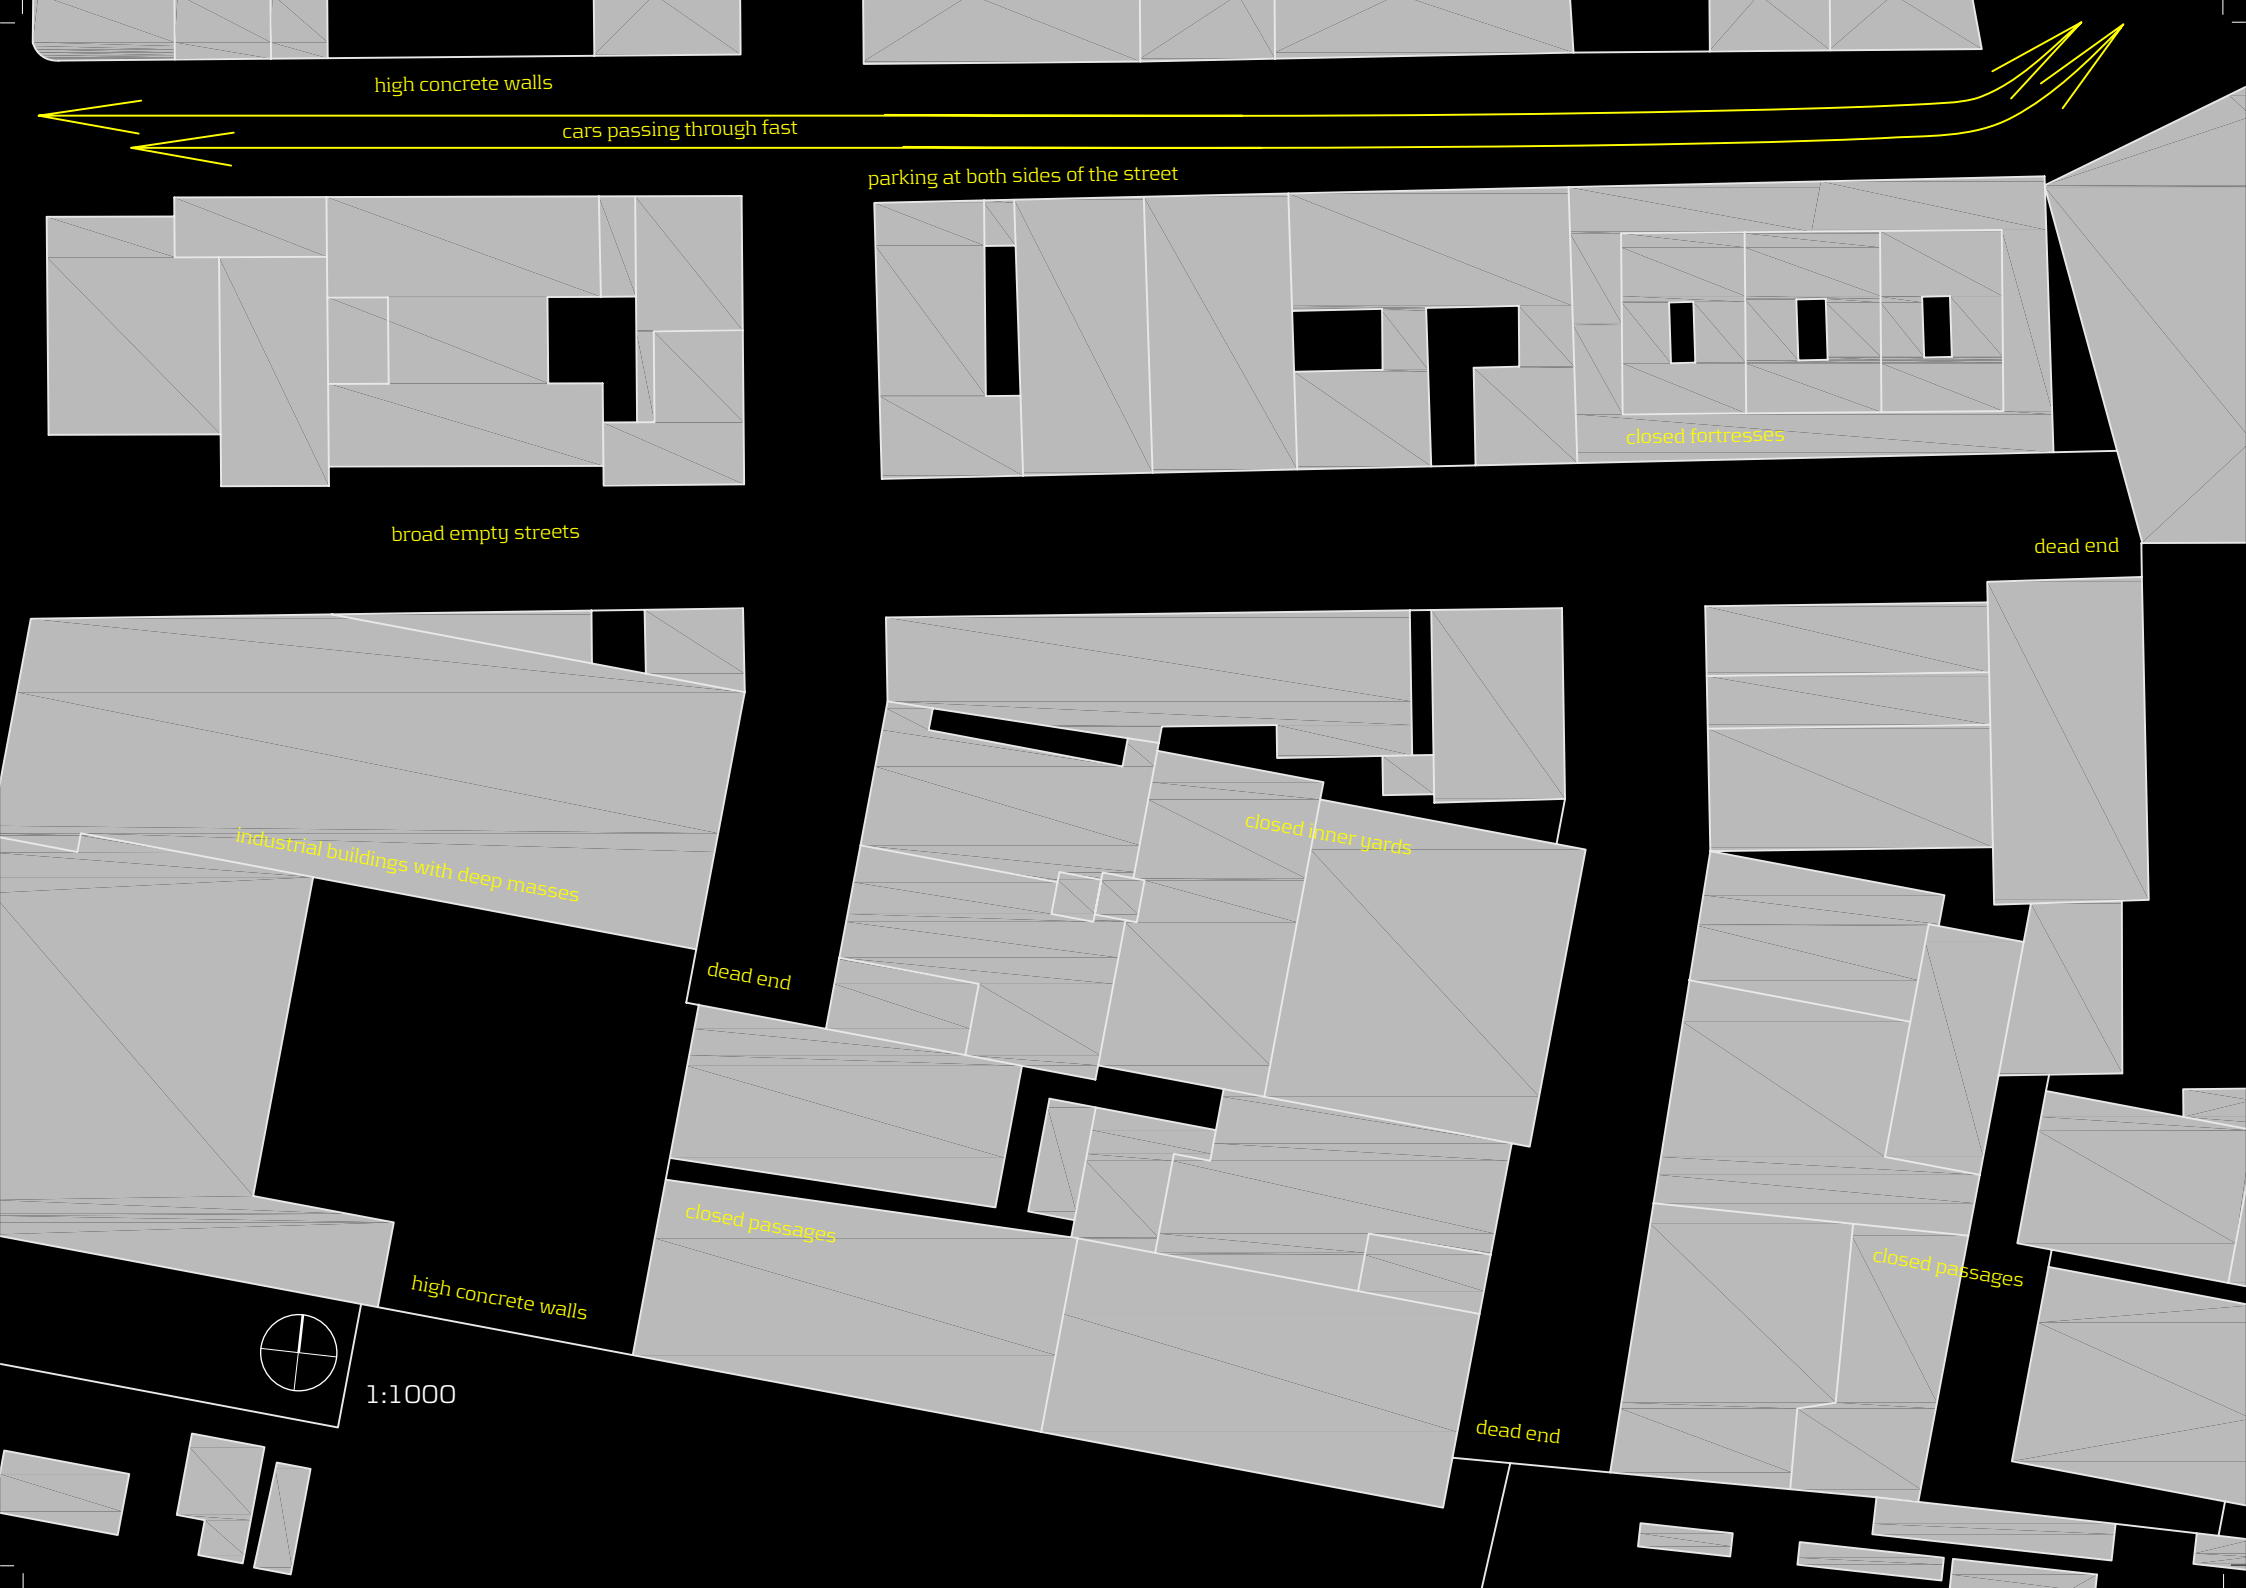 high concrete walls
cars passing through fast
parking at both sides of the street
closed fortresses
broad empty streets
dead end
closed inner yards
industrial buildings with deep masses
dead end
closed passages
closed passages
high concrete walls
1:1000
dead end